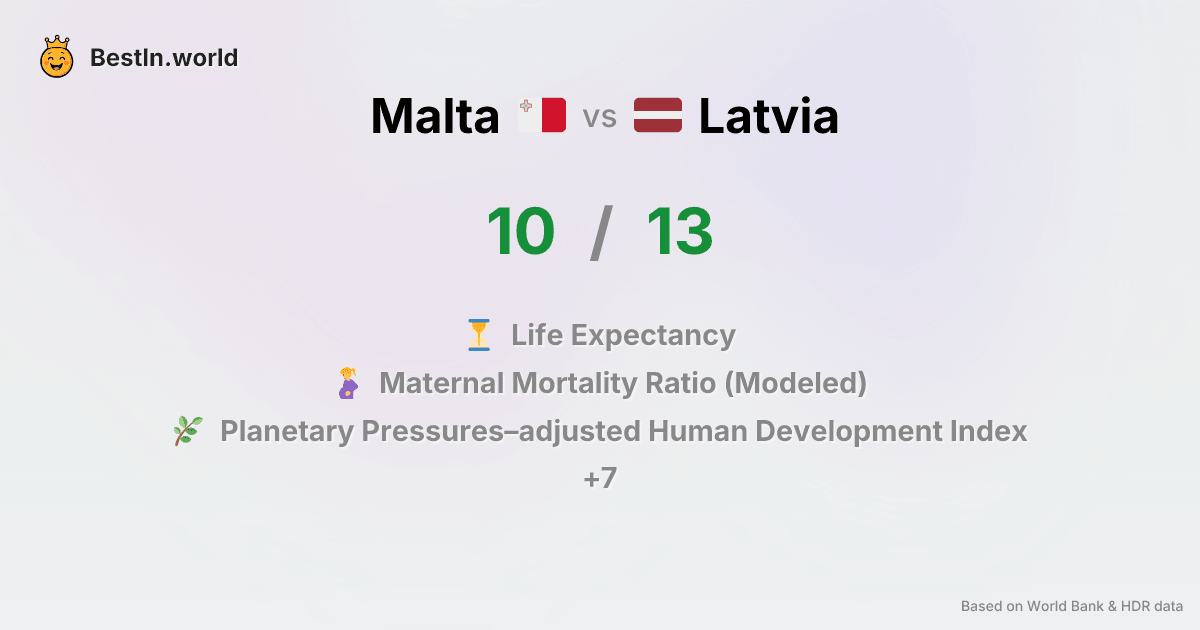 BestIn.world
Malta vs Latvia
10 / 13
Life Expectancy
Maternal Mortality Ratio (Modeled)
Planetary Pressures–adjusted Human Development Index
+7
Based on World Bank & HDR data